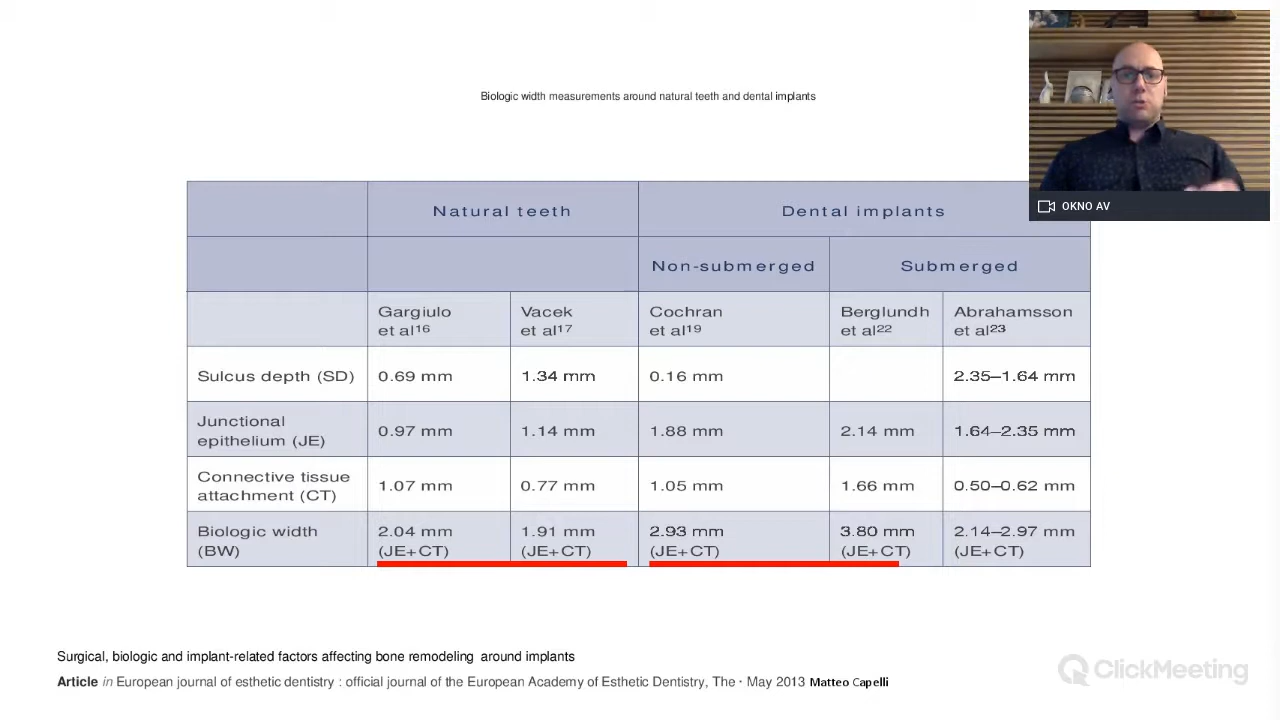 Biologic width measurements around natural teeth and dental implants
OKNO AV
Natural teeth Dental implants
Non-submerged Submerged
Gargiulo et al16 Vacek et al17 Cochran et al19 Berglundh et al22 Abrahamsson et al23
Sulcus depth (SD) 0.69 mm 1.34 mm 0.16 mm 2.35–1.64 mm
Junctional epithelium (JE) 0.97 mm 1.14 mm 1.88 mm 2.14 mm 1.64–2.35 mm
Connective tissue attachment (CT) 1.07 mm 0.77 mm 1.05 mm 1.66 mm 0.50–0.62 mm
Biologic width (BW) 2.04 mm (JE+CT) 1.91 mm (JE+CT) 2.93 mm (JE+CT) 3.80 mm (JE+CT) 2.14–2.97 mm (JE+CT)
Surgical, biologic and implant-related factors affecting bone remodeling around implants
Article in European journal of esthetic dentistry : official journal of the European Academy of Esthetic Dentistry, The · May 2013 Matteo Capelli
ClickMeeting